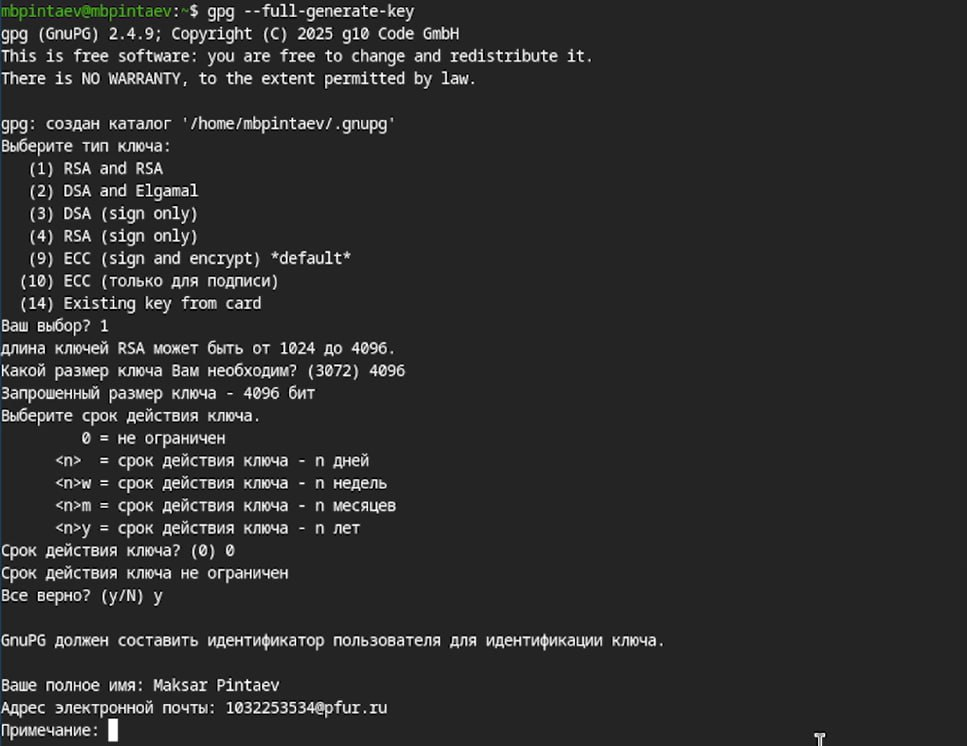 mbpintaev@mbpintaev:~$ gpg --full-generate-key
gpg (GnuPG) 2.4.9; Copyright (C) 2025 g10 Code GmbH
This is free software: you are free to change and redistribute it.
There is NO WARRANTY, to the extent permitted by law.
gpg: создан каталог '/home/mbpintaev/.gnupg'
Выберите тип ключа:
(1) RSA and RSA
(2) DSA and Elgamal
(3) DSA (sign only)
(4) RSA (sign only)
(9) ECC (sign and encrypt) *default*
(10) ECC (только для подписи)
(14) Existing key from card
Ваш выбор? 1
длина ключей RSA может быть от 1024 до 4096.
Какой размер ключа Вам необходим? (3072) 4096
Запрошенный размер ключа - 4096 бит
Выберите срок действия ключа.
0 = не ограничен
<n>  = срок действия ключа - n дней
<n>w = срок действия ключа - n недель
<n>m = срок действия ключа - n месяцев
<n>y = срок действия ключа - n лет
Срок действия ключа? (0) 0
Срок действия ключа не ограничен
Все верно? (y/N) y
GnuPG должен составить идентификатор пользователя для идентификации ключа.
Ваше полное имя: Maksar Pintaev
Адрес электронной почты: 1032253534@pfur.ru
Примечание: